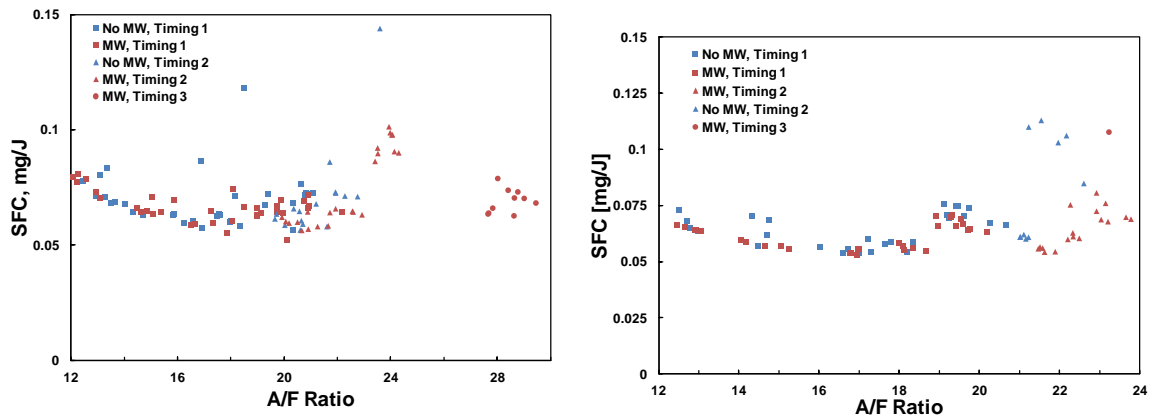 0.15
No MW, Timing 1
MW, Timing 1
No MW, Timing 2
MW, Timing 2
MW, Timing 3
0.1
0.05
0
SFC, mg/J
12 16 20 24 28
A/F Ratio
0.15
No MW, Timing 1
MW, Timing 1
MW, Timing 2
No MW, Timing 2
MW, Timing 3
0.125
0.1
0.075
0.05
0.025
0
SFC [mg/J]
12 14 16 18 20 22 24
A/F Ratio